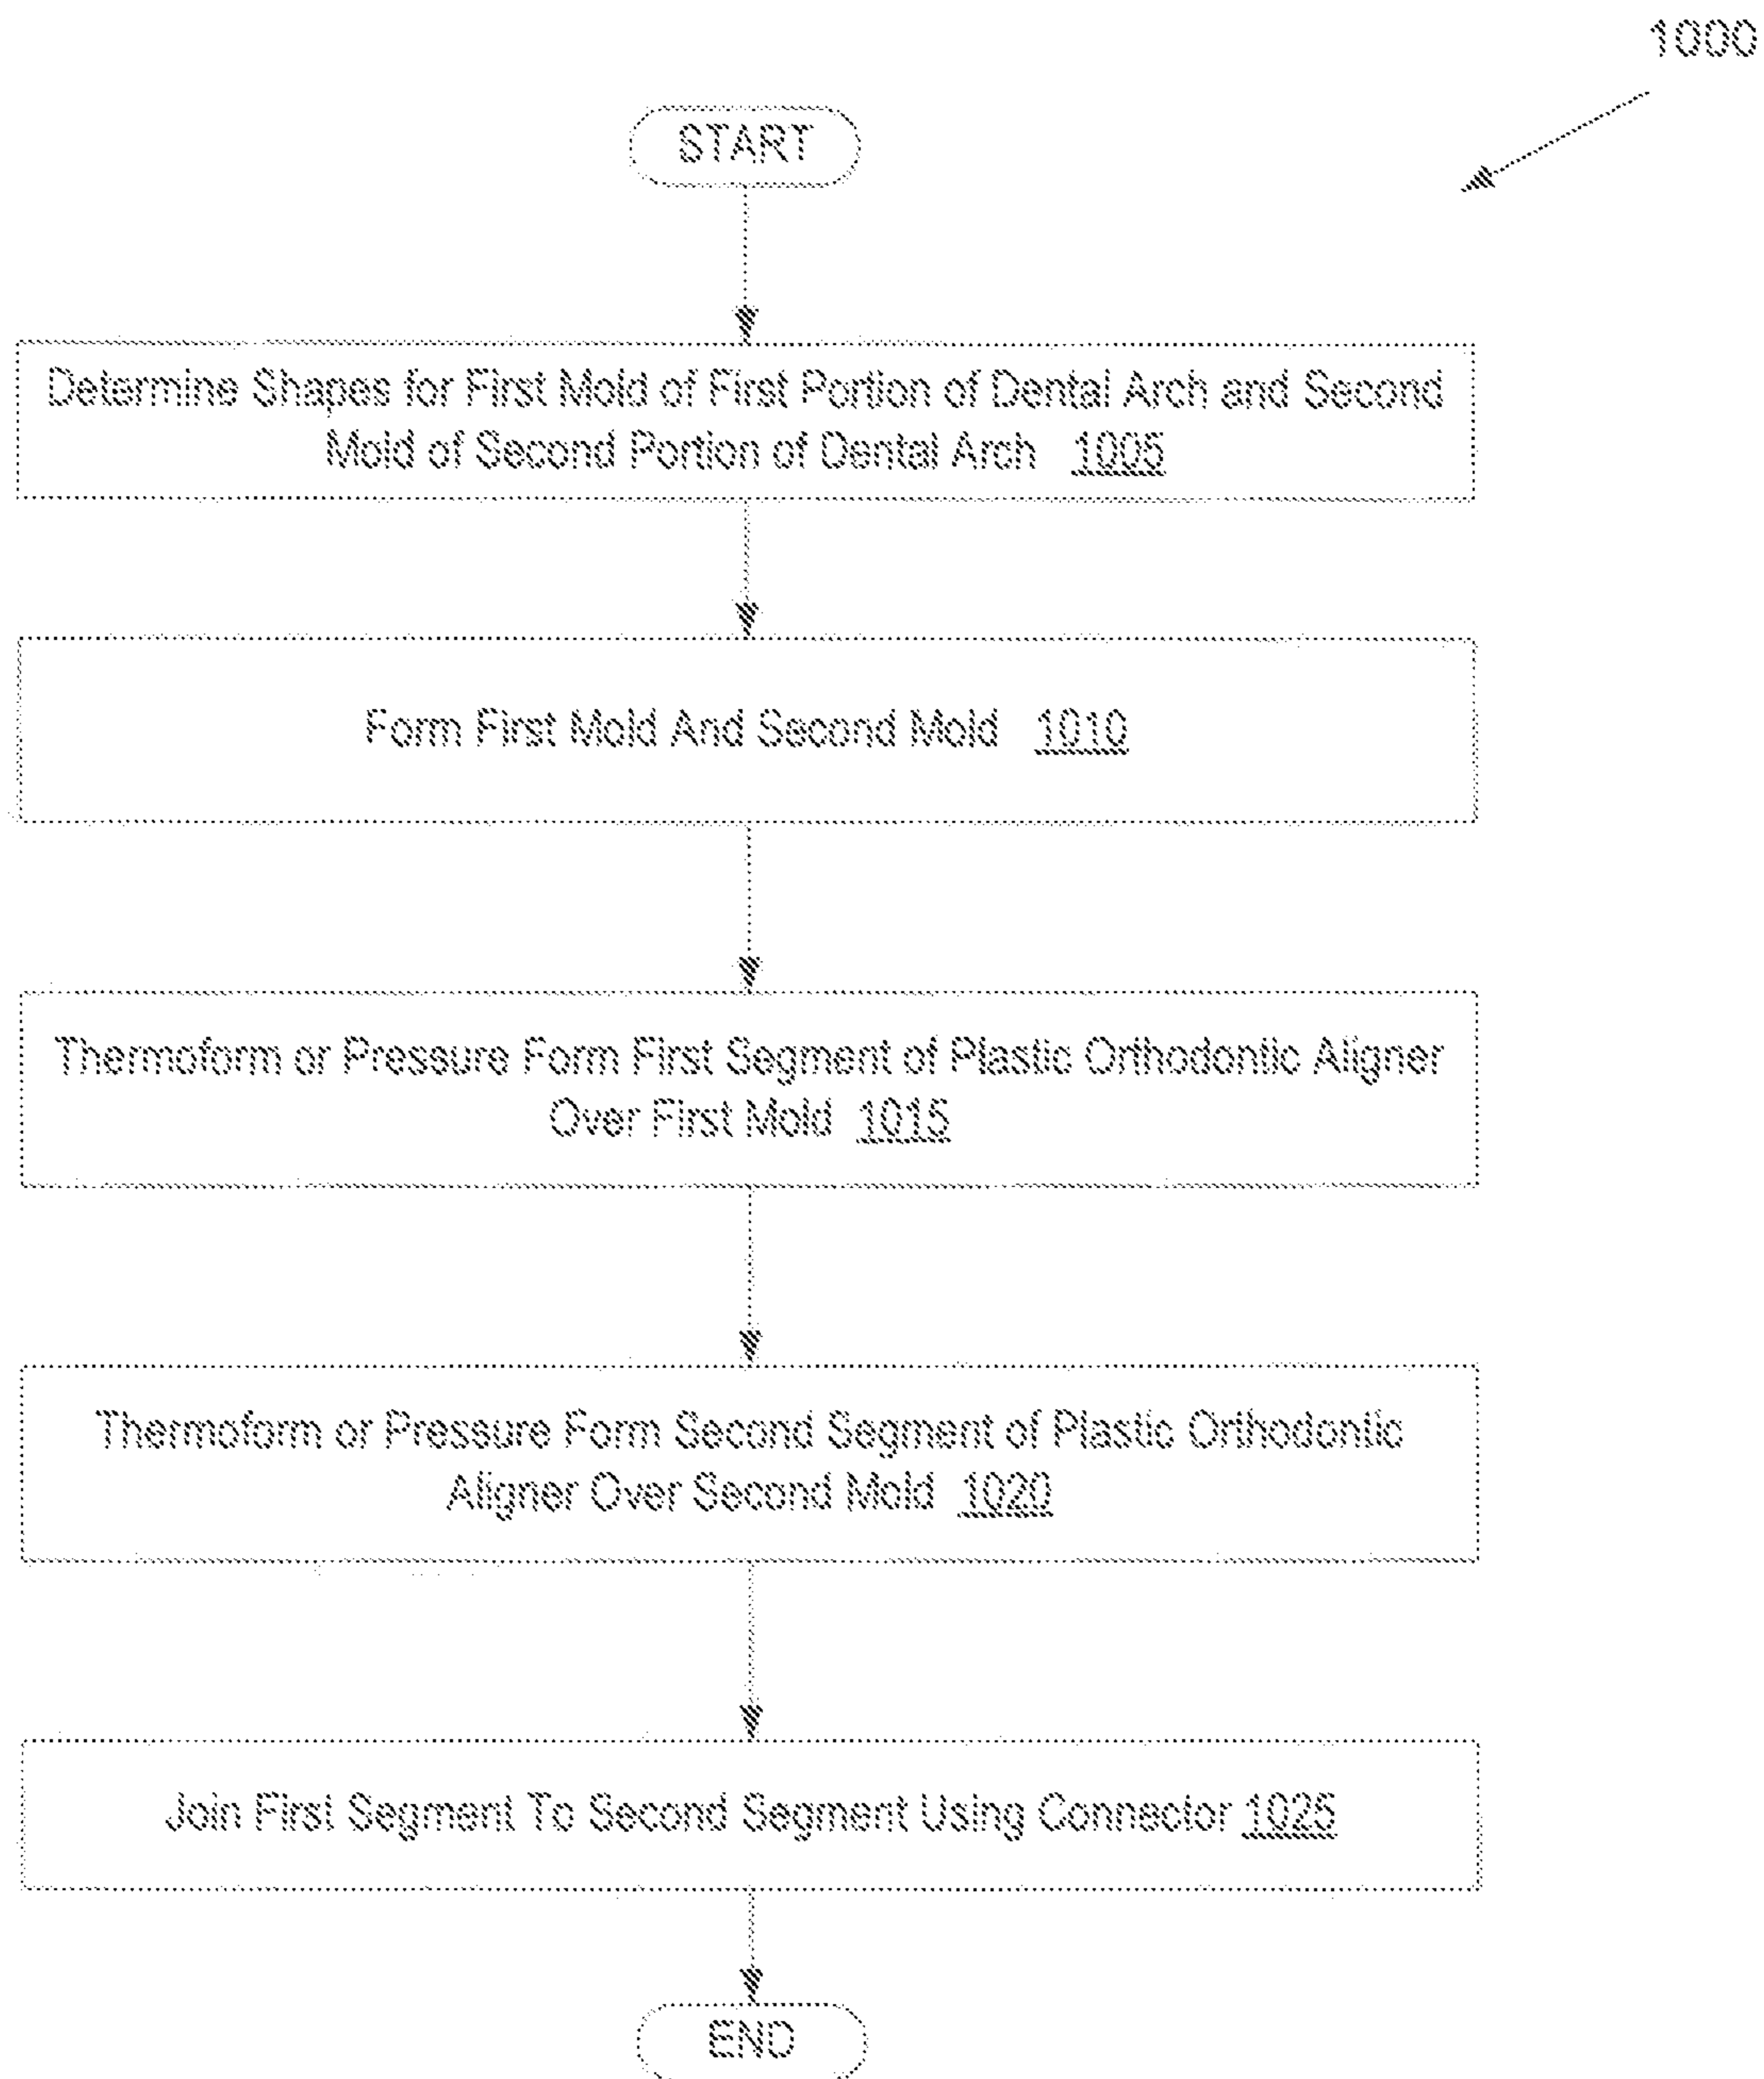 1000
START
Determine Shapes for First Mold of First Portion of Dental Arch and Second
Mold of Second Portion of Dental Arch 1005
Form First Mold And Second Mold 1010
Thermoform or Pressure Form First Segment of Plastic Orthodontic Aligner
Over First Mold 1015
Thermoform or Pressure Form Second Segment of Plastic Orthodontic
Aligner Over Second Mold 1020
Join First Segment To Second Segment Using Connector 1025
END